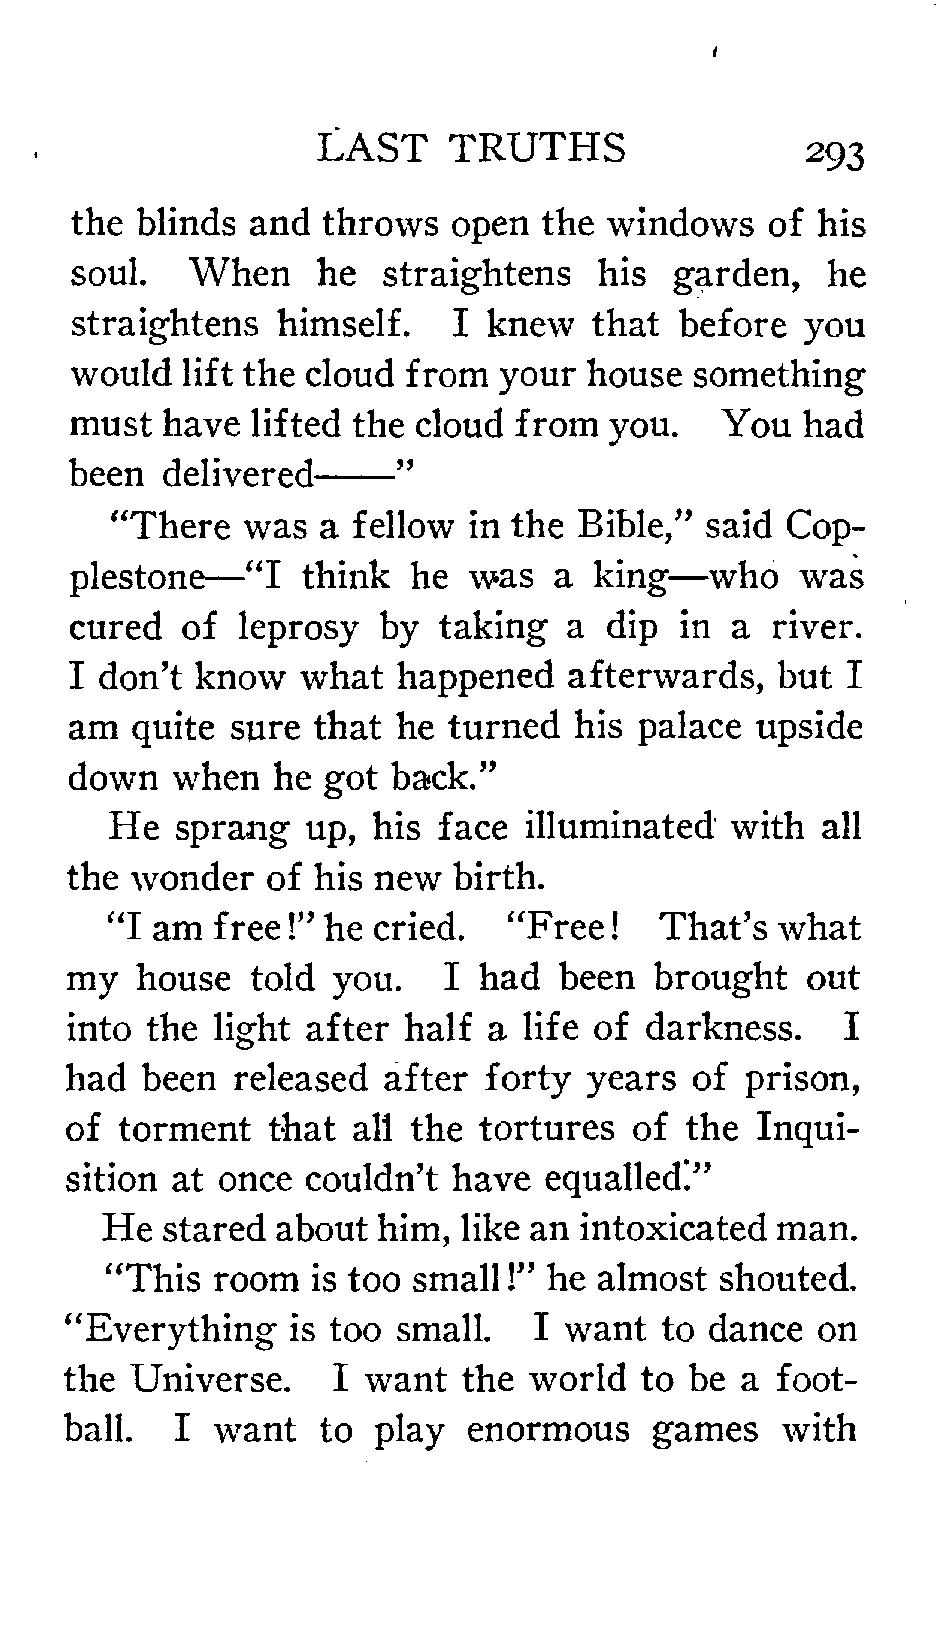 LAST TRUTHS 293
the blinds and throws open the windows of his
soul. When he straightens his garden, he
straightens himself. I knew that before you
would lift the cloud from your house something
must have lifted the cloud from you. You had
been delivered——"
"There was a fellow in the Bible," said Cop-
plestone—"I think he was a king—who was
cured of leprosy by taking a dip in a river.
I don't know what happened afterwards, but I
am quite sure that he turned his palace upside
down when he got back."
He sprang up, his face illuminated with all
the wonder of his new birth.
"I am free!" he cried. "Free! That's what
my house told you. I had been brought out
into the light after half a life of darkness. I
had been released after forty years of prison,
of torment that all the tortures of the Inqui-
sition at once couldn't have equalled."
He stared about him, like an intoxicated man.
"This room is too small!" he almost shouted.
"Everything is too small. I want to dance on
the Universe. I want the world to be a foot-
ball. I want to play enormous games with